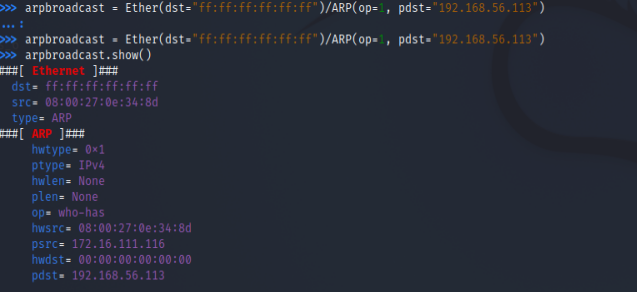 >>> arpbroadcast = Ether(dst="ff:ff:ff:ff:ff:ff")/ARP(op=1, pdst="192.168.56.113")
...:
>>> arpbroadcast = Ether(dst="ff:ff:ff:ff:ff:ff")/ARP(op=1, pdst="192.168.56.113")
>>> arpbroadcast.show()
###[ Ethernet ]###
  dst= ff:ff:ff:ff:ff:ff
  src= 08:00:27:0e:34:8d
  type= ARP
###[ ARP ]###
     hwtype= 0×1
     ptype= IPv4
     hwlen= None
     plen= None
     op= who-has
     hwsrc= 08:00:27:0e:34:8d
     psrc= 172.16.111.116
     hwdst= 00:00:00:00:00:00
     pdst= 192.168.56.113